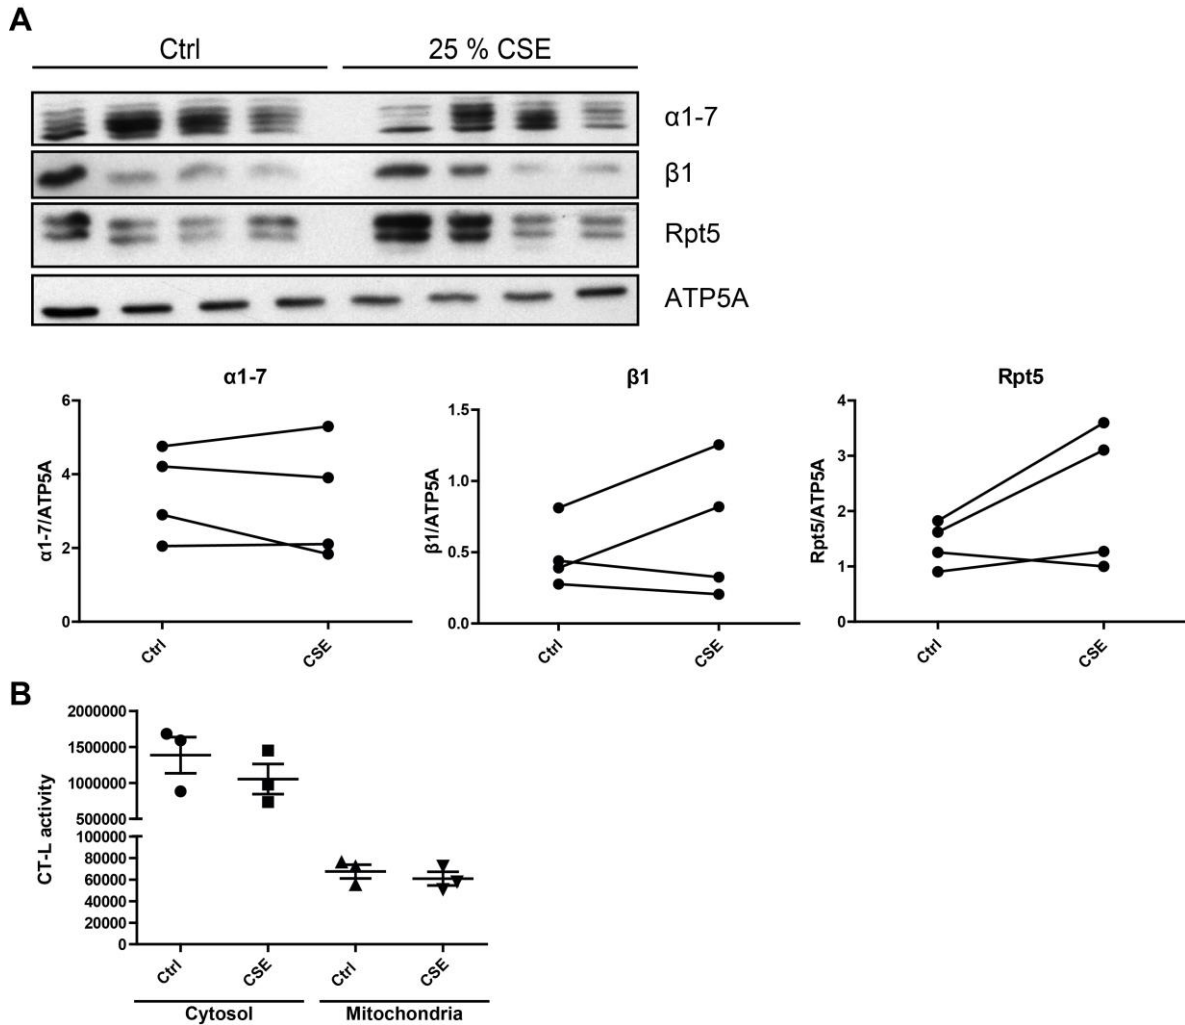 A
Ctrl
25 % CSE
α1-7
β1
Rpt5
ATP5A
α1-7
α1-7/ATP5A
6
4
2
0
Ctrl
CSE
β1
β1/ATP5A
1.5
1.0
0.5
0.0
Ctrl
CSE
Rpt5
Rpt5/ATP5A
4
3
2
1
0
Ctrl
CSE
B
CT-L activity
2000000
1500000
1000000
500000
100000
80000
60000
40000
20000
0
Ctrl
CSE
Ctrl
CSE
Cytosol
Mitochondria